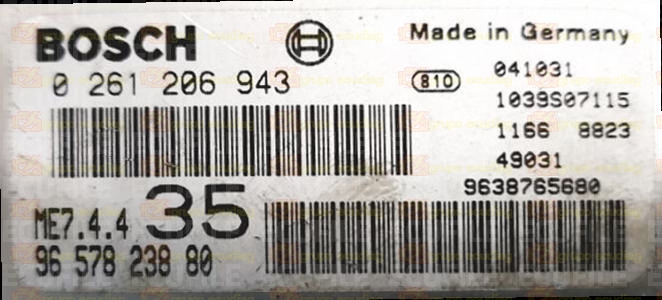 BOSCH
Made in Germany
0 261 206 943
810
041031
1039S07115
1166 8823
49031
9638765680
ME7.4.4 35
96 578 238 80